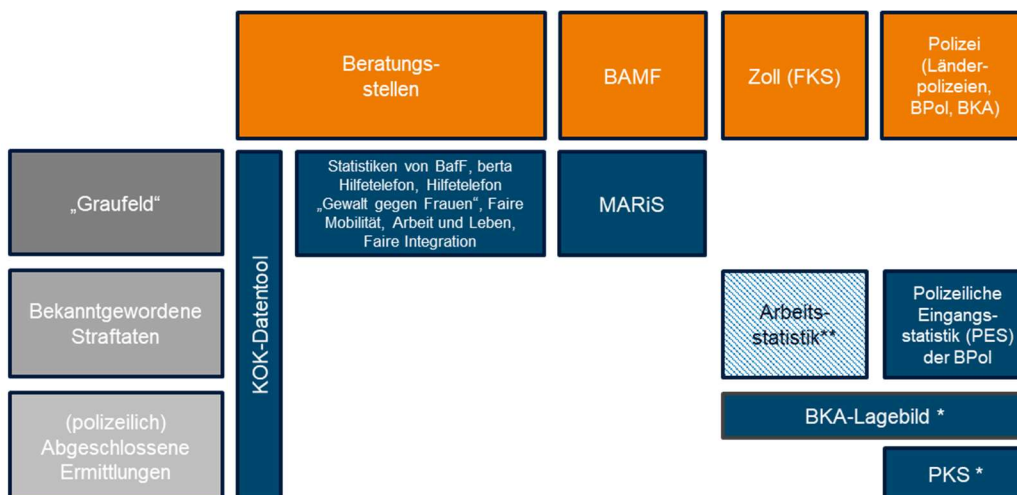 Beratungs-
stellen
BAMF
Zoll (FKS)
Polizei
(Länder-
polizeien,
BPol, BKA)
„Graufeld“
KOK-Datentool
Statistiken von BafF, berta
Hilfetelefon, Hilfetelefon
„Gewalt gegen Frauen“, Faire
Mobilität, Arbeit und Leben,
Faire Integration
MARiS
Bekanntgewordene
Straftaten
Arbeits-
statistik**
Polizeiliche
Eingangs-
statistik (PES)
der BPol
(polizeilich)
Abgeschlossene
Ermittlungen
BKA-Lagebild *
PKS *